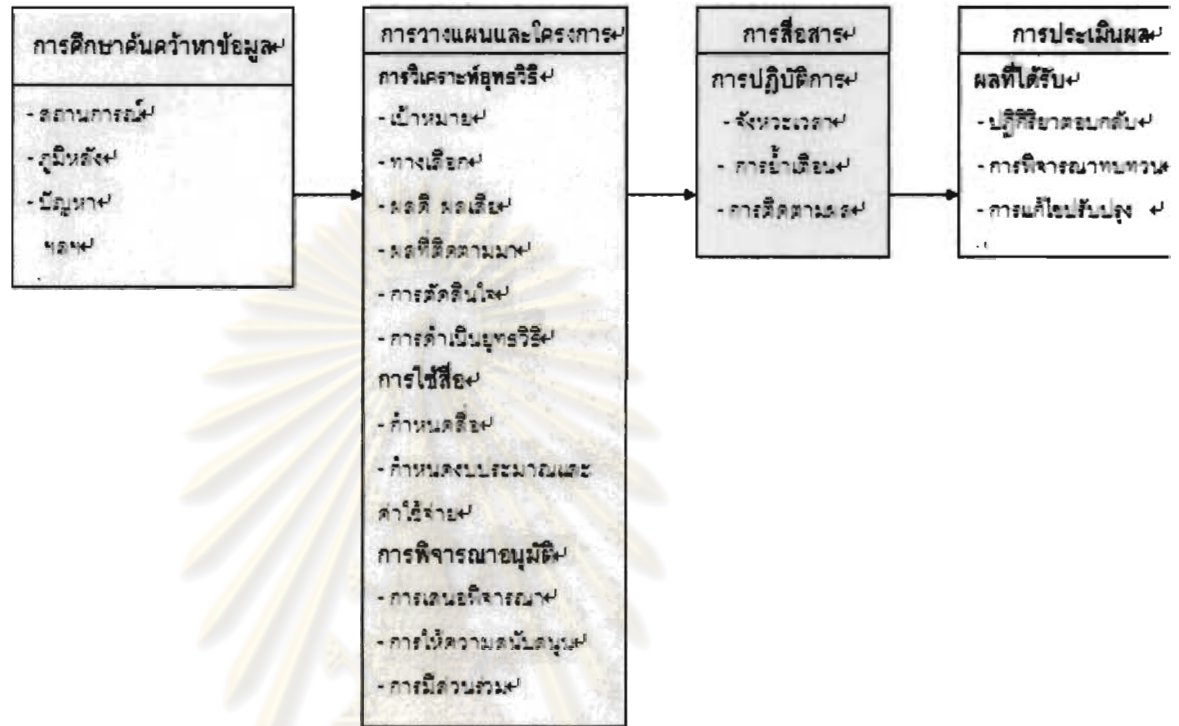 การศึกษาค้นคว้าหาข้อมูล
- สถานการณ์
- ภูมิหลัง
- ปัญหา
ฯลฯ
การวางแผนและโครงการ
การวิเคราะห์อุทธวิธี
- เป้าหมาย
- ทางเลือก
- ผลดี ผลเสีย
- ผลที่ติดตามมา
- การตัดสินใจ
- การดำเนินยุทธวิธี
การใช้สื่อ
- กำหนดสื่อ
- กำหนดงบประมาณและ
ค่าใช้จ่าย
การพิจารณาอนุมัติ
- การเสนอพิจารณา
- การให้ความสนับสนุน
- การมีส่วนร่วม
การสื่อสาร
การปฏิบัติการ
- จังหวะเวลา
- การย้ำเตือน
- การติดตามผล
การประเมินผล
ผลที่ได้รับ
- ปฏิกิริยาตอบกลับ
- การพิจารณาทบทวน
- การแก้ไขปรับปรุง